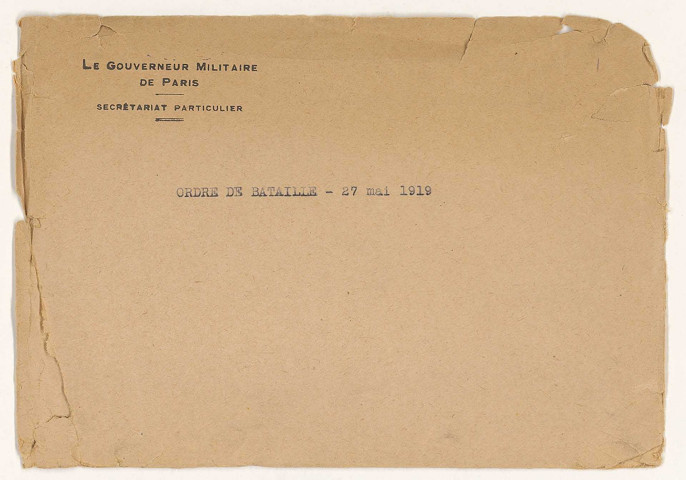 LE GOUVERNEUR MILITAIRE
DE PARIS
SECRÉTARIAT PARTICULIER
ORDRE DE BATAILLE - 27 mai 1919